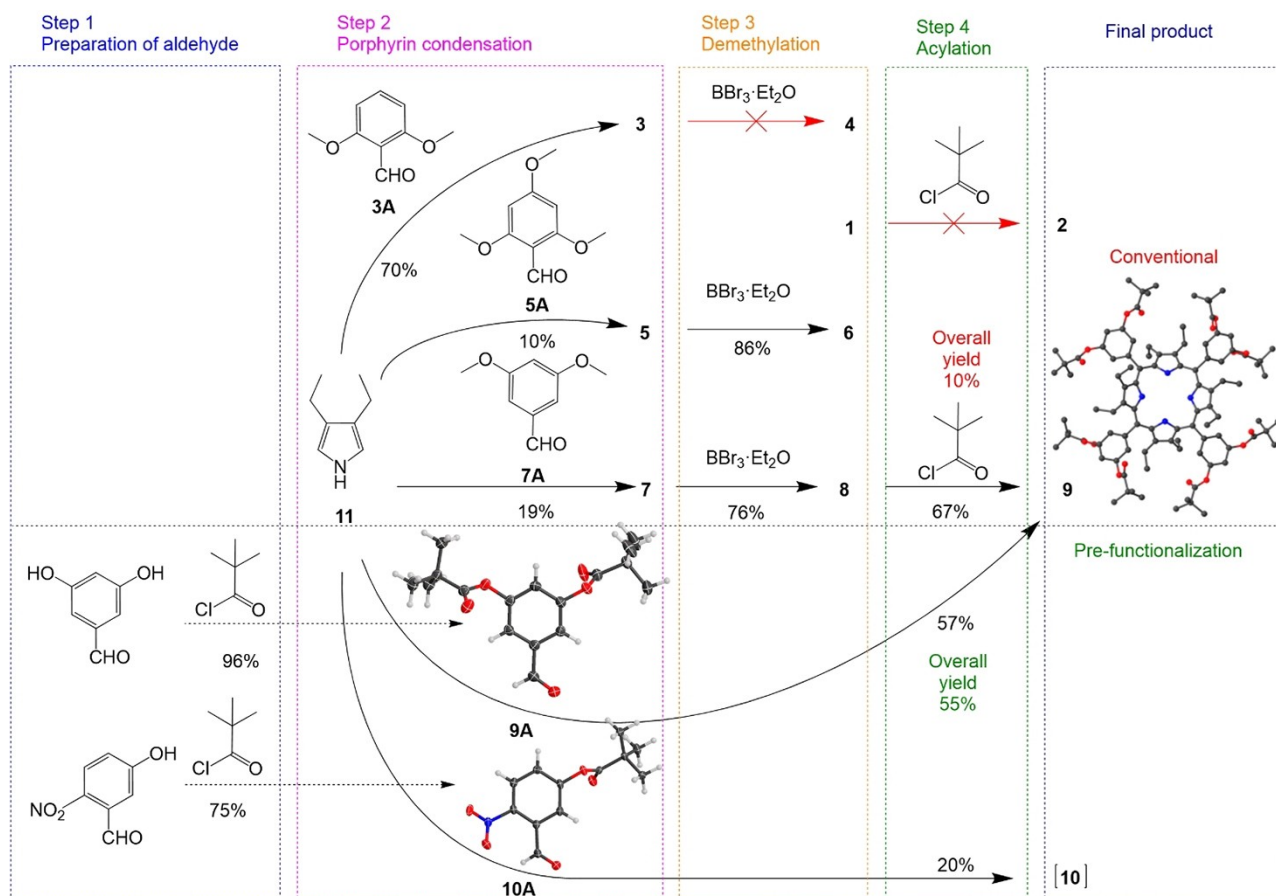 Step 1
Preparation of aldehyde
Step 2
Porphyrin condensation
Step 3
Demethylation
Step 4
Acylation
Final product
O
O
CHO
3A
70%
3
BBr3·Et2O
4
O
O
O
CHO
5A
10%
1
Cl
O
2
Conventional
5
BBr3·Et2O
86%
6
Overall
yield
10%
N
H
11
O
O
CHO
7A
19%
7
BBr3·Et2O
76%
8
Cl
O
67%
9
Pre-functionalization
HO
OH
CHO
Cl
O
96%
9A
57%
Overall
yield
55%
OH
NO2
CHO
Cl
O
75%
10A
20%
[10]